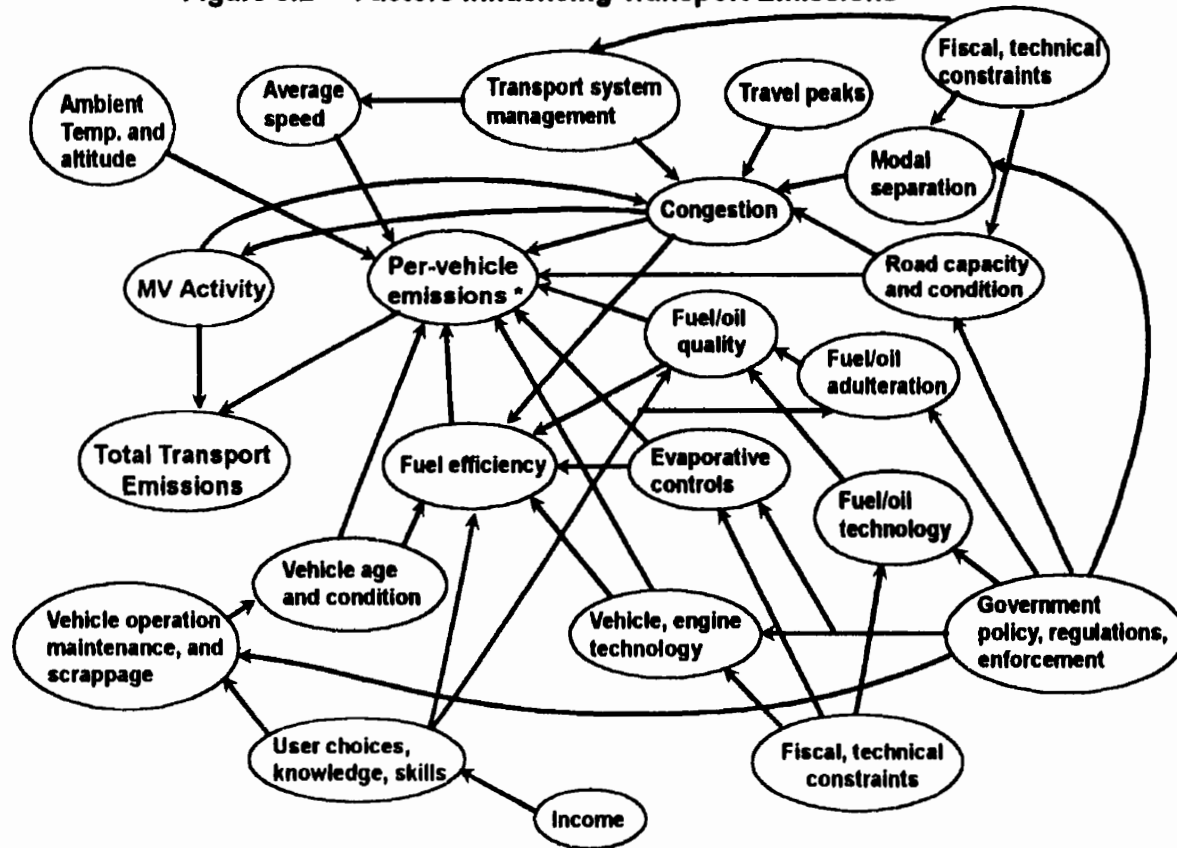 Fiscal, technical
constraints
Transport system
management
Average
speed
Travel peaks
Ambient
Temp. and
altitude
Modal
separation
Congestion
Per-vehicle
emissions *
MV Activity
Road capacity
and condition
Fuel/oil
quality
Fuel/oil
adulteration
Total Transport
Emissions
Fuel efficiency
Evaporative
controls
Fuel/oil
technology
Vehicle age
and condition
Vehicle operation
maintenance, and
scrappage
Vehicle, engine
technology
Government
policy, regulations,
enforcement
User choices,
knowledge, skills
Fiscal, technical
constraints
Income